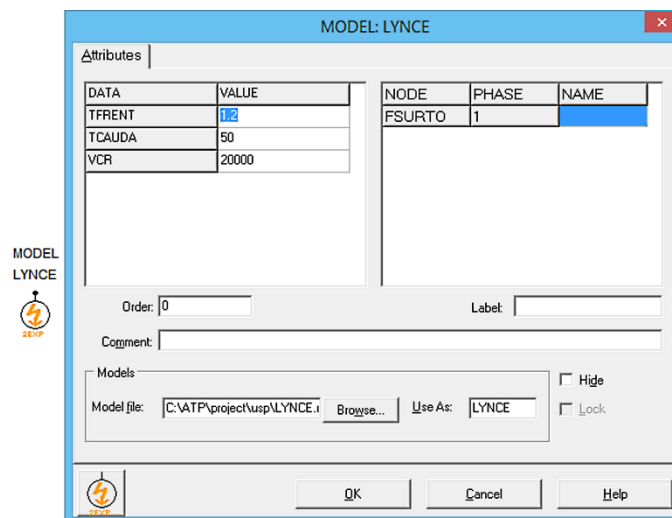 MODEL: LYNCE
Attributes
DATA VALUE
TFRENT 1.2
TCAUDA 50
VCR 20000
NODE PHASE NAME
FSURTO 1
MODEL
LYNCE
2EXP
Order: 0
Label:
Comment:
Models
Model file: C:\ATP\project\usp\LYNCE.
Browse...
Use As: LYNCE
Hide
Lock
2EXP
OK
Cancel
Help